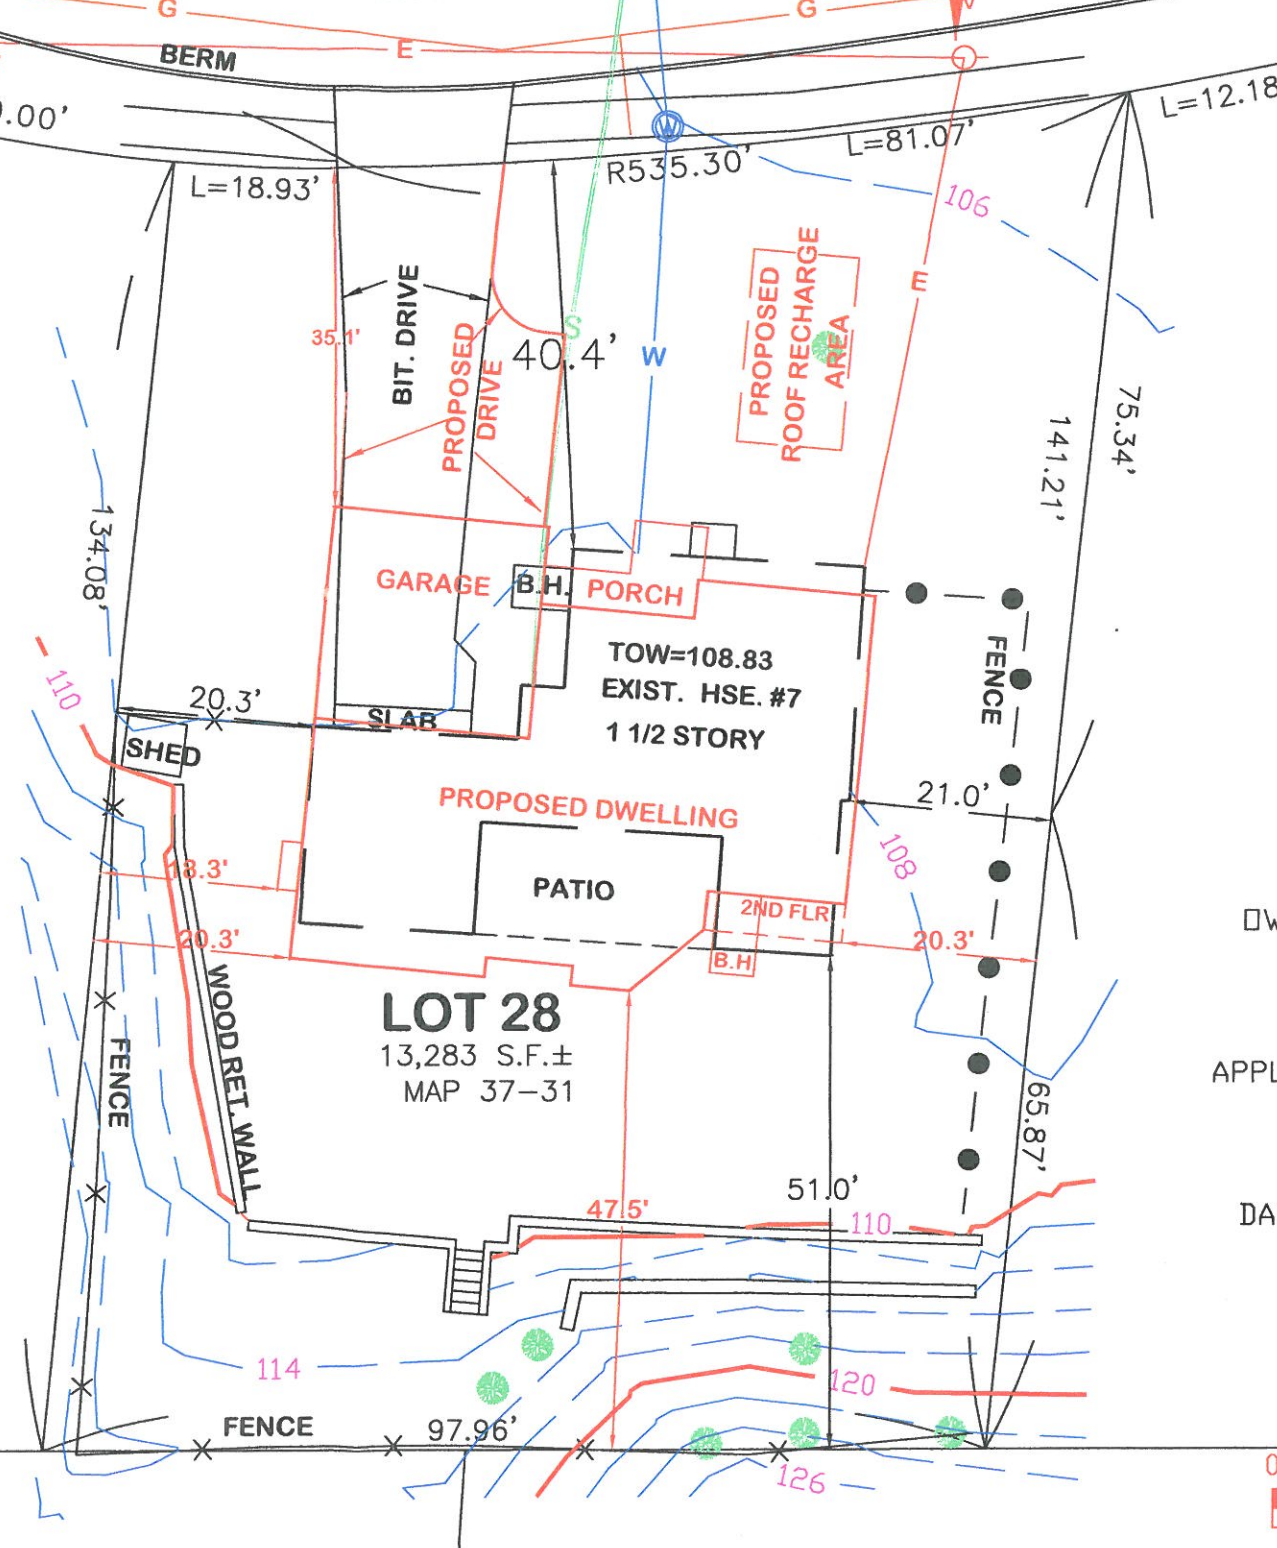 G
G
E
BERM
W
L=12.18
.00'
L=18.93'
R535.30'
L=81.07'
106
E
PROPOSED
ROOF RECHARGE
AREA
BIT. DRIVE
PROPOSED
DRIVE
35.1'
S
40.4'
W
75.34'
141.21'
134.08'
GARAGE
B.H.
PORCH
TOW=108.83
EXIST. HSE. #7
1 1/2 STORY
FENCE
110
20.3'
SLAB
SHED
PROPOSED DWELLING
21.0'
108
18.3'
PATIO
2ND FLR
20.3'
20.3'
B.H
OW
LOT 28
13,283 S.F.±
MAP 37-31
WOOD RET. WALL
FENCE
APPL
65.87'
51.0'
47.5'
110
DA
114
120
FENCE
97.96'
126
0